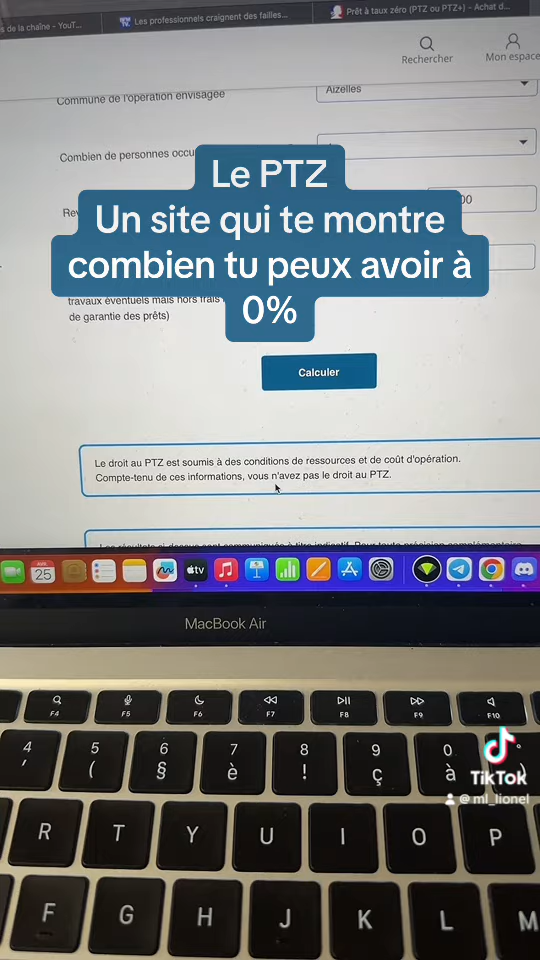 s de la chaîne - YouT...
Les professionnels craignent des failles...
Prêt à taux zéro (PTZ ou PTZ+) - Achat d...
Rechercher
Mon espace
Commune de l'opération envisagée
Aizelles
Combien de personnes occu
Le PTZ
Un site qui te montre
combien tu peux avoir à
0%
travaux éventuels mais hors frais
de garantie des prêts)
Calculer
Le droit au PTZ est soumis à des conditions de ressources et de coût d'opération.
Compte-tenu de ces informations, vous n'avez pas le droit au PTZ.
25
tv
MacBook Air
F4
F5
F6
F7
F8
F9
F10
4 5 6 7 8 9 0 °
' ( § è ! ç à )
TikTok
@ ml_lionel
R T Y U I O P
F G H J K L M